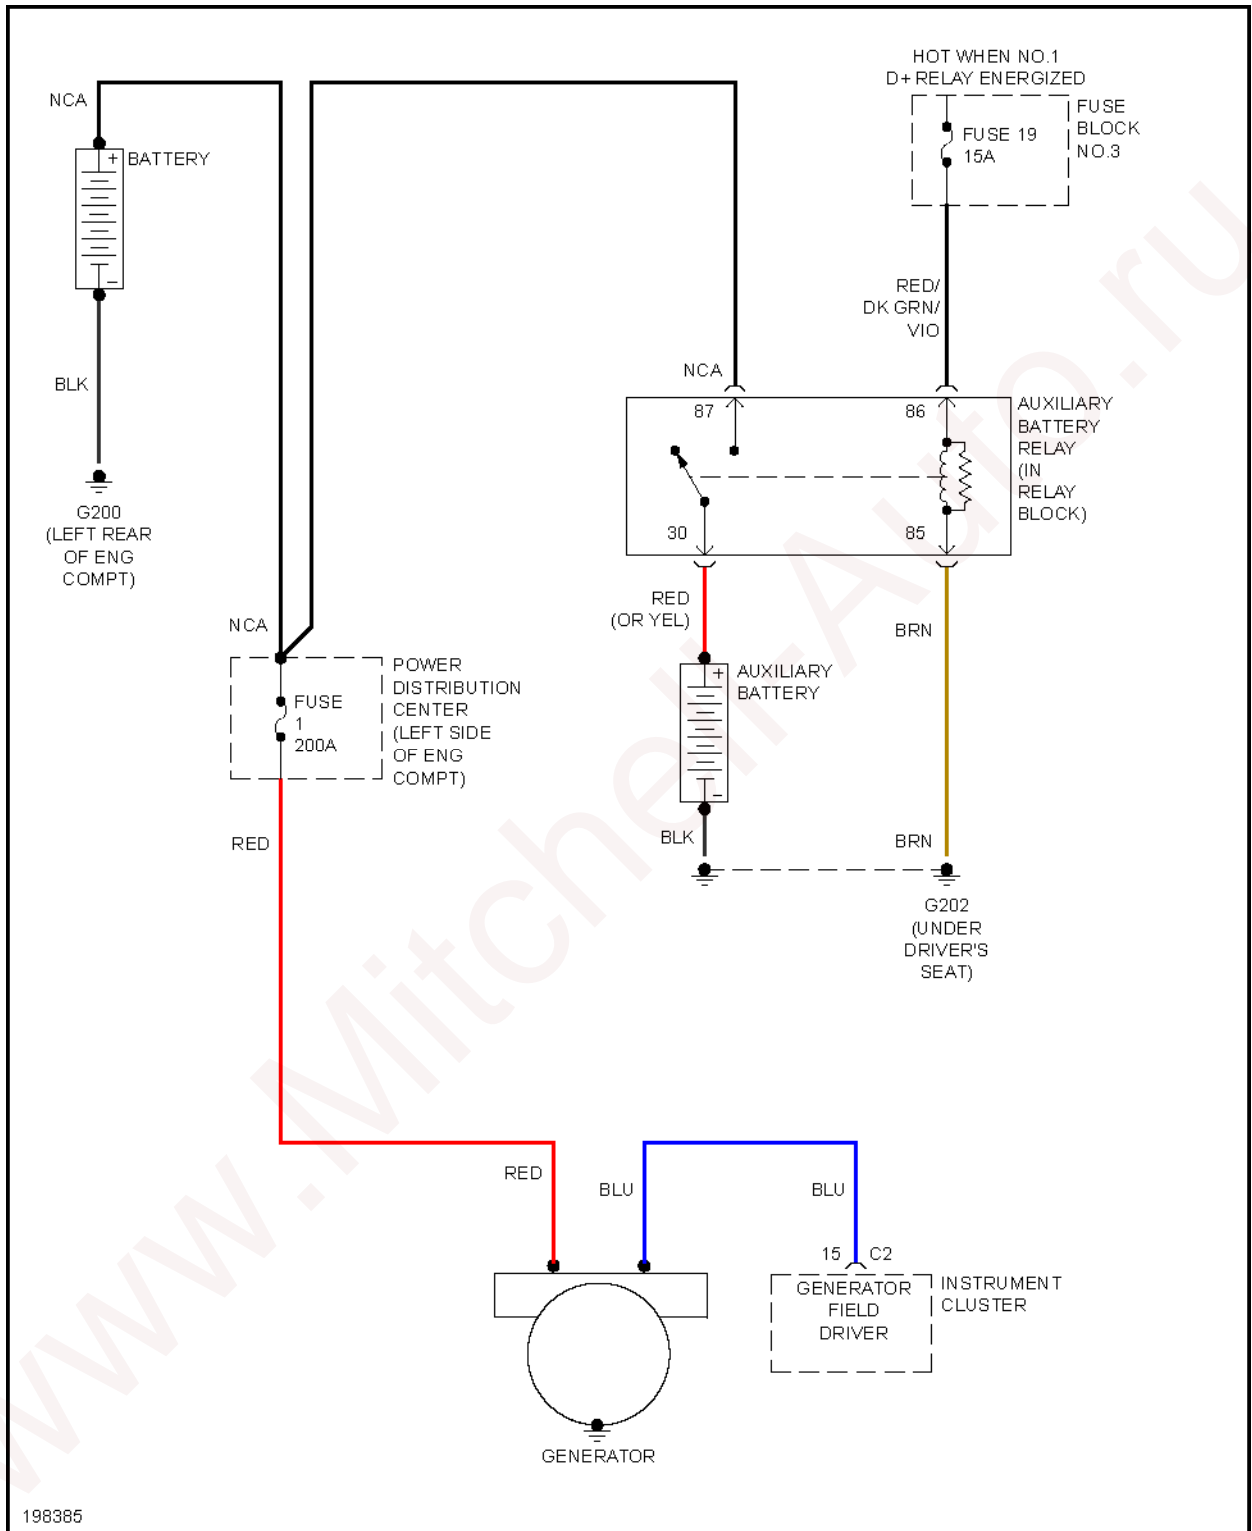 HOT WHEN NO.1
D+ RELAY ENERGIZED
NCA
FUSE
BLOCK
NO.3
FUSE 19
15A
+ BATTERY
-
RED/
DK GRN/
VIO
BLK
NCA
87
86
AUXILIARY
BATTERY
RELAY
(IN
RELAY
BLOCK)
30
85
G200
(LEFT REAR
OF ENG
COMPT)
RED
(OR YEL)
NCA
BRN
POWER
DISTRIBUTION
CENTER
(LEFT SIDE
OF ENG
COMPT)
FUSE
1
200A
+ AUXILIARY
BATTERY
-
RED
BLK
BRN
G202
(UNDER
DRIVER'S
SEAT)
RED
BLU
BLU
15
C2
GENERATOR
FIELD
DRIVER
INSTRUMENT
CLUSTER
GENERATOR
198385
www.Mitchell-Auto.ru